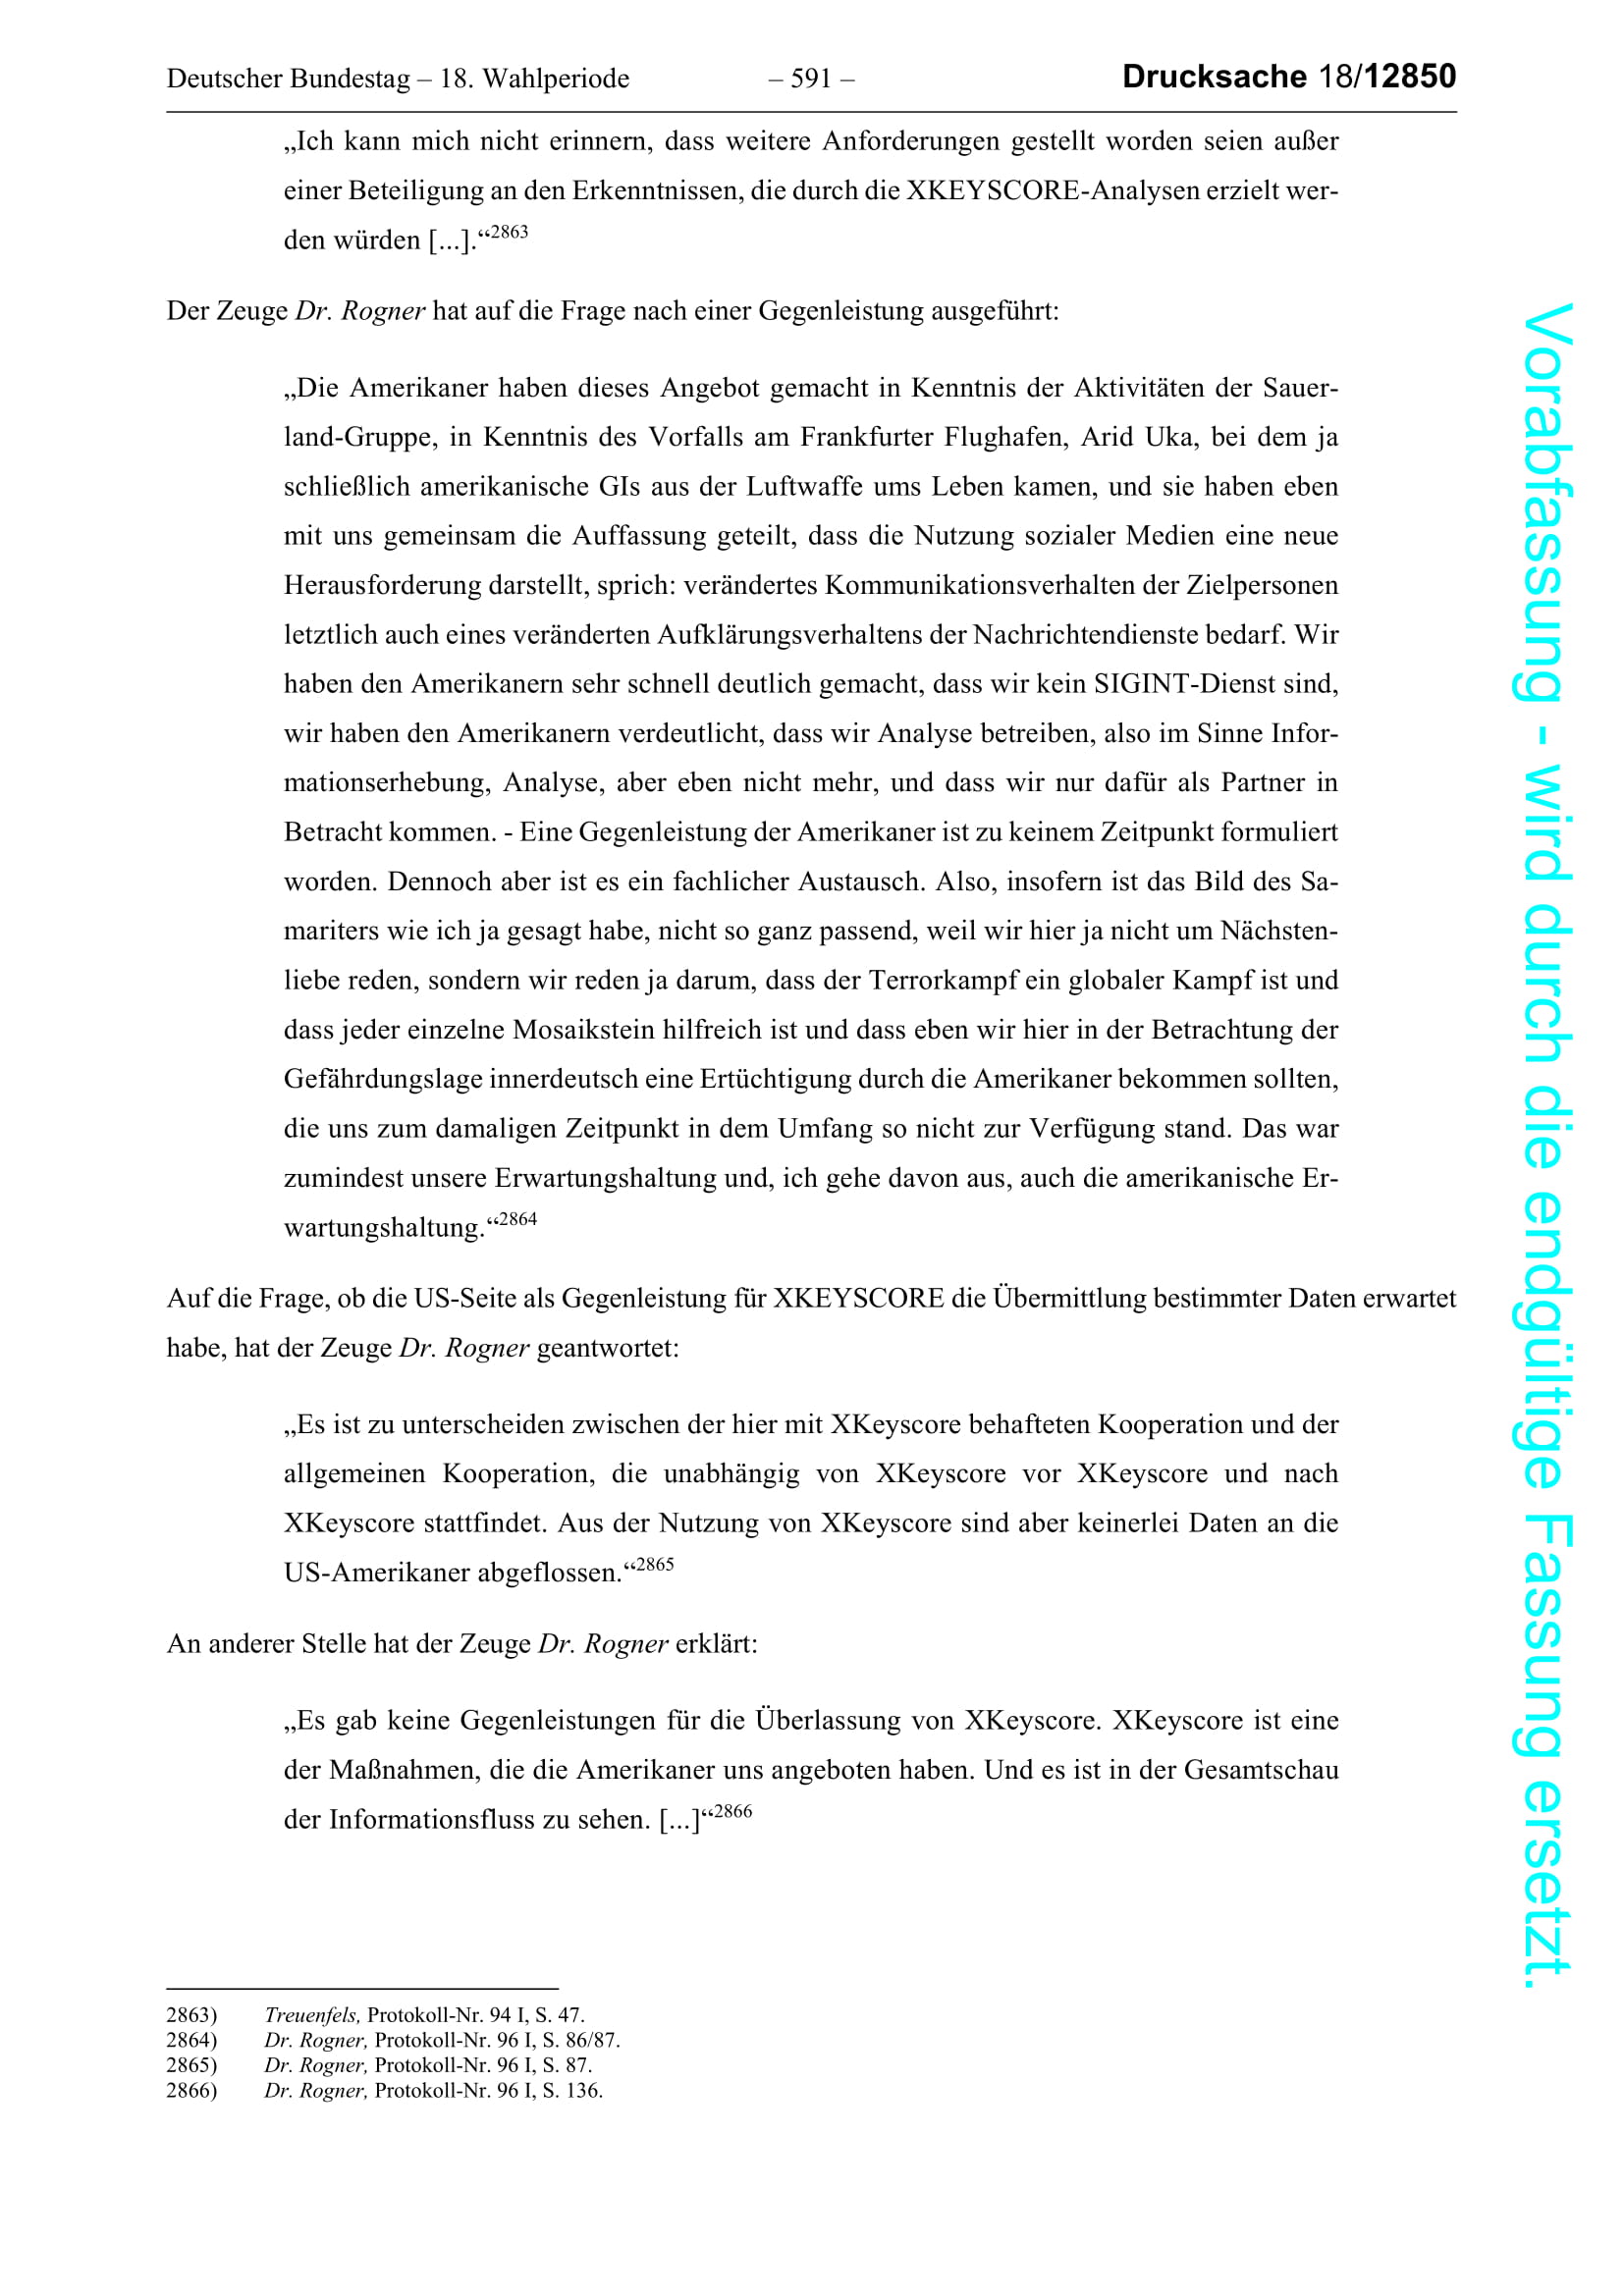 Deutscher Bundestag – 18. Wahlperiode – 591 – Drucksache 18/12850
„Ich kann mich nicht erinnern, dass weitere Anforderungen gestellt worden seien außer
einer Beteiligung an den Erkenntnissen, die durch die XKEYSCORE-Analysen erzielt wer-
den würden [...].“2863
Der Zeuge Dr. Rogner hat auf die Frage nach einer Gegenleistung ausgeführt:
„Die Amerikaner haben dieses Angebot gemacht in Kenntnis der Aktivitäten der Sauer-
land-Gruppe, in Kenntnis des Vorfalls am Frankfurter Flughafen, Arid Uka, bei dem ja
schließlich amerikanische GIs aus der Luftwaffe ums Leben kamen, und sie haben eben
mit uns gemeinsam die Auffassung geteilt, dass die Nutzung sozialer Medien eine neue
Herausforderung darstellt, sprich: verändertes Kommunikationsverhalten der Zielpersonen
letztlich auch eines veränderten Aufklärungsverhaltens der Nachrichtendienste bedarf. Wir
haben den Amerikanern sehr schnell deutlich gemacht, dass wir kein SIGINT-Dienst sind,
wir haben den Amerikanern verdeutlicht, dass wir Analyse betreiben, also im Sinne Infor-
mationserhebung, Analyse, aber eben nicht mehr, und dass wir nur dafür als Partner in
Betracht kommen. - Eine Gegenleistung der Amerikaner ist zu keinem Zeitpunkt formuliert
worden. Dennoch aber ist es ein fachlicher Austausch. Also, insofern ist das Bild des Sa-
mariters wie ich ja gesagt habe, nicht so ganz passend, weil wir hier ja nicht um Nächsten-
liebe reden, sondern wir reden ja darum, dass der Terrorkampf ein globaler Kampf ist und
dass jeder einzelne Mosaikstein hilfreich ist und dass eben wir hier in der Betrachtung der
Gefährdungslage innerdeutsch eine Ertüchtigung durch die Amerikaner bekommen sollten,
die uns zum damaligen Zeitpunkt in dem Umfang so nicht zur Verfügung stand. Das war
zumindest unsere Erwartungshaltung und, ich gehe davon aus, auch die amerikanische Er-
wartungshaltung.“2864
Auf die Frage, ob die US-Seite als Gegenleistung für XKEYSCORE die Übermittlung bestimmter Daten erwartet
habe, hat der Zeuge Dr. Rogner geantwortet:
„Es ist zu unterscheiden zwischen der hier mit XKeyscore behafteten Kooperation und der
allgemeinen Kooperation, die unabhängig von XKeyscore vor XKeyscore und nach
XKeyscore stattfindet. Aus der Nutzung von XKeyscore sind aber keinerlei Daten an die
US-Amerikaner abgeflossen.“2865
An anderer Stelle hat der Zeuge Dr. Rogner erklärt:
„Es gab keine Gegenleistungen für die Überlassung von XKeyscore. XKeyscore ist eine
der Maßnahmen, die die Amerikaner uns angeboten haben. Und es ist in der Gesamtschau
der Informationsfluss zu sehen. [...]“2866
2863) Treuenfels, Protokoll-Nr. 94 I, S. 47.
2864) Dr. Rogner, Protokoll-Nr. 96 I, S. 86/87.
2865) Dr. Rogner, Protokoll-Nr. 96 I, S. 87.
2866) Dr. Rogner, Protokoll-Nr. 96 I, S. 136.
Vorabfassung - wird durch die endgültige Fassung ersetzt.